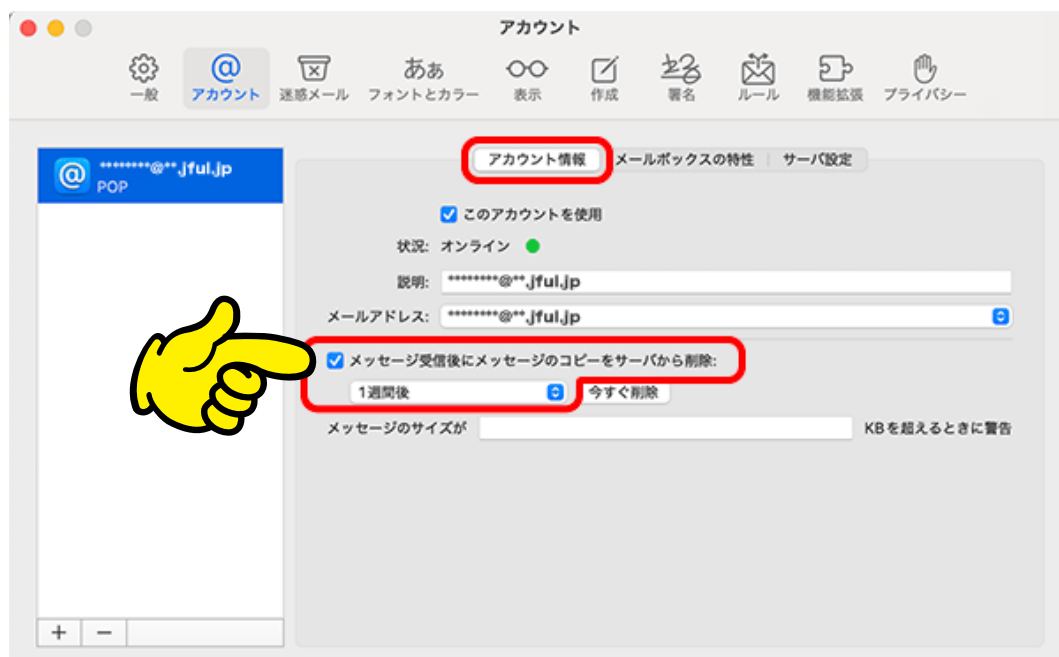 アカウント
一般 アカウント 迷惑メール フォントとカラー 表示 作成 署名 ルール 機能拡張 プライバシー
********@**.jful.jp
POP
アカウント情報 メールボックスの特性 サーバ設定
このアカウントを使用
状況: オンライン
説明: ********@**.jful.jp
メールアドレス: ********@**.jful.jp
メッセージ受信後にメッセージのコピーをサーバから削除:
1週間後 今すぐ削除
メッセージのサイズが KBを超えるときに警告